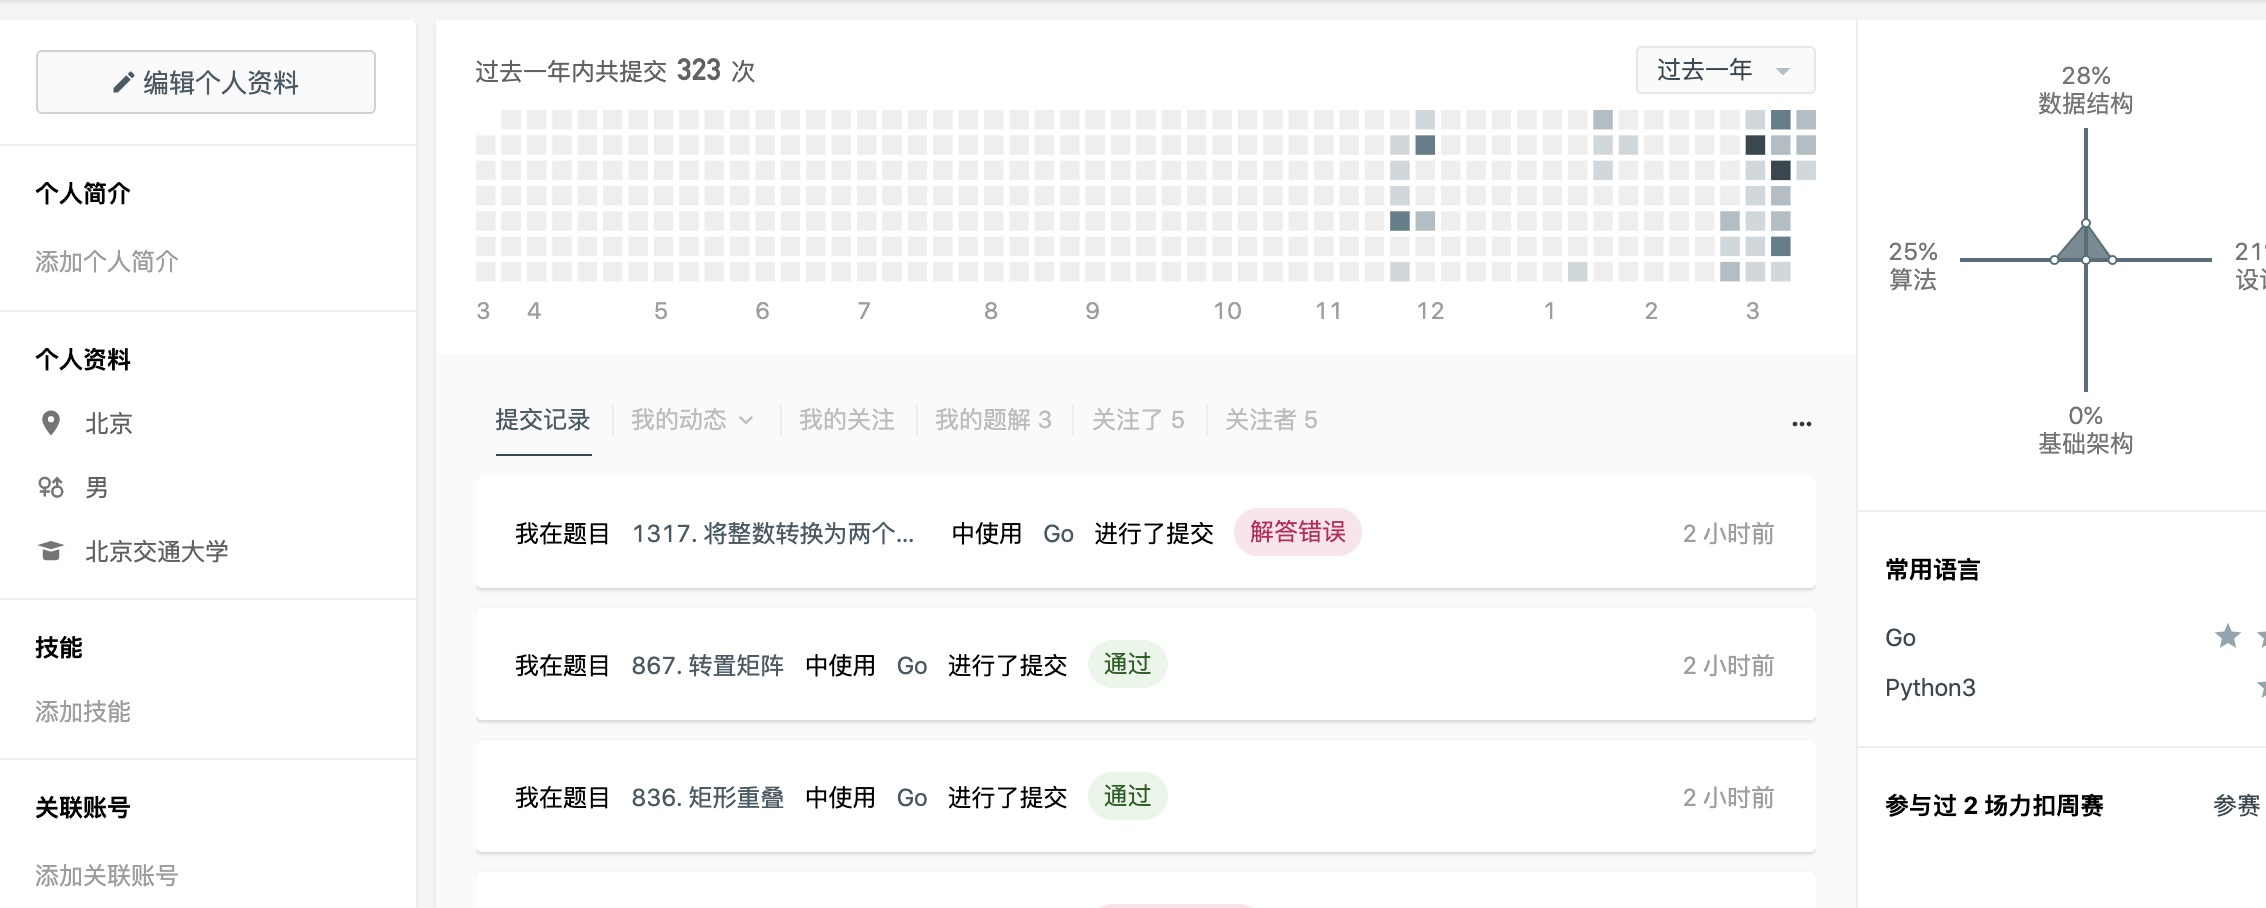 编辑个人资料
个人简介
添加个人简介
个人资料
北京
男
北京交通大学
技能
添加技能
关联账号
添加关联账号
过去一年内共提交 323 次
过去一年
3 4 5 6 7 8 9 10 11 12 1 2 3
提交记录 我的动态 我的关注 我的题解 3 关注了 5 关注者 5 ...
我在题目 1317. 将整数转换为两个... 中使用 Go 进行了提交 解答错误 2 小时前
我在题目 867. 转置矩阵 中使用 Go 进行了提交 通过 2 小时前
我在题目 836. 矩形重叠 中使用 Go 进行了提交 通过 2 小时前
28%
数据结构
25%
算法
21
0%
基础架构
常用语言
Go
Python3
参与过 2 场力扣周赛 参赛